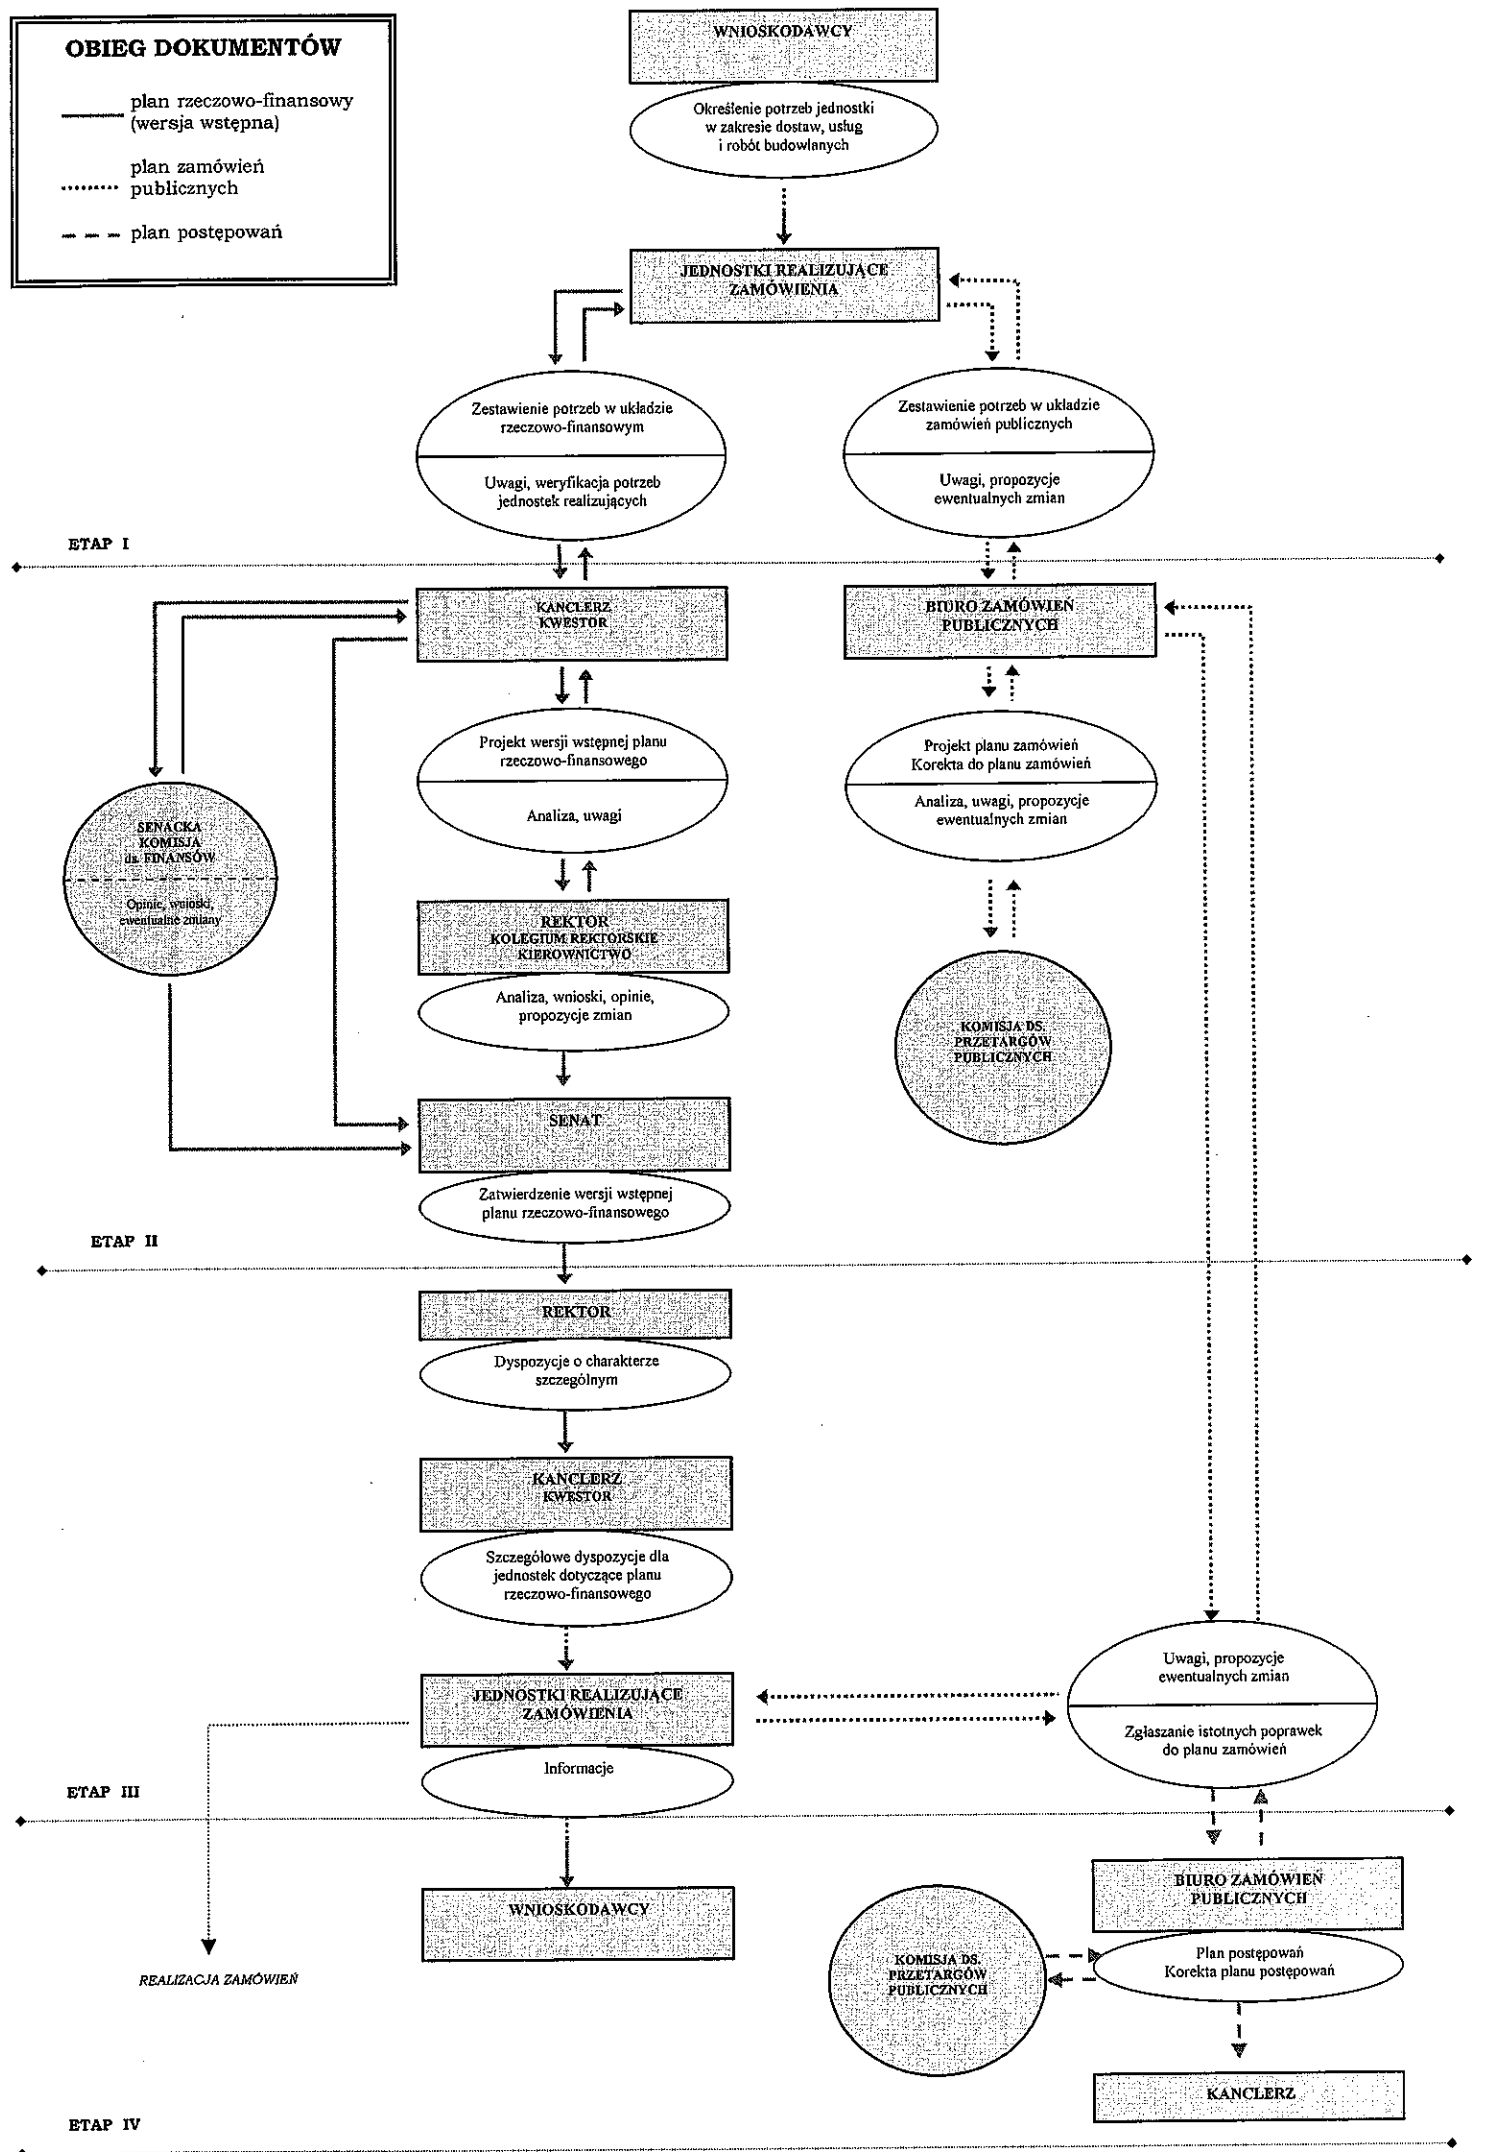 OBIEG DOKUMENTÓW
plan rzeczowo-finansowy
(wersja wstępna)
plan zamówień
publicznych
plan postępowań
WNIOSKODAWCY
Określenie potrzeb jednostki
w zakresie dostaw, usług
i robót budowlanych
JEDNOSTKI REALIZUJĄCE
ZAMÓWIENIA
Zestawienie potrzeb w układzie
rzeczowo-finansowym
Uwagi, weryfikacja potrzeb
jednostek realizujących
Zestawienie potrzeb w układzie
zamówień publicznych
Uwagi, propozycje
ewentualnych zmian
ETAP I
KANCLERZ
KWESTOR
BIURO ZAMÓWIEŃ
PUBLICZNYCH
Projekt wersji wstępnej planu
rzeczowo-finansowego
Analiza, uwagi
Projekt planu zamówień
Korekta do planu zamówień
Analiza, uwagi, propozycje
ewentualnych zmian
SENACKA
KOMISJA
ds. FINANSÓW
Opinie, wnioski,
ewentualne zmiany
REKTOR
KOLEGIUM REKTORSKIE
KIEROWNICTWO
Analiza, wnioski, opinie,
propozycje zmian
KOMISJA DS.
PRZETARGÓW
PUBLICZNYCH
SENAT
Zatwierdzenie wersji wstępnej
planu rzeczowo-finansowego
ETAP II
REKTOR
Dyspozycje o charakterze
szczególnym
KANCLERZ
KWESTOR
Szczegółowe dyspozycje dla
jednostek dotyczące planu
rzeczowo-finansowego
JEDNOSTKI REALIZUJĄCE
ZAMÓWIENIA
Informacje
Uwagi, propozycje
ewentualnych zmian
Zgłaszanie istotnych poprawek
do planu zamówień
ETAP III
WNIOSKODAWCY
REALIZACJA ZAMÓWIEŃ
BIURO ZAMÓWIEŃ
PUBLICZNYCH
Plan postępowań
Korekta planu postępowań
KOMISJA DS.
PRZETARGÓW
PUBLICZNYCH
KANCLERZ
ETAP IV